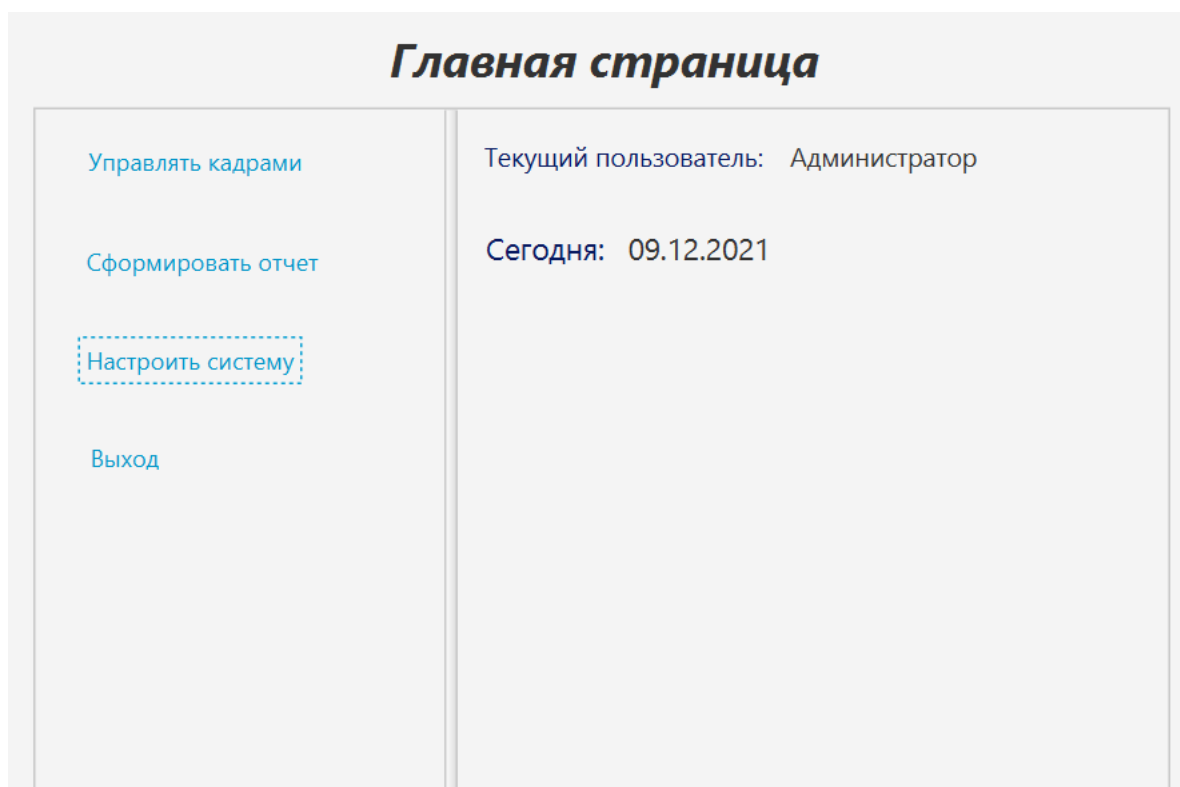 Главная страница
Управлять кадрами
Сформировать отчет
Настроить систему
Выход
Текущий пользователь: Администратор
Сегодня: 09.12.2021